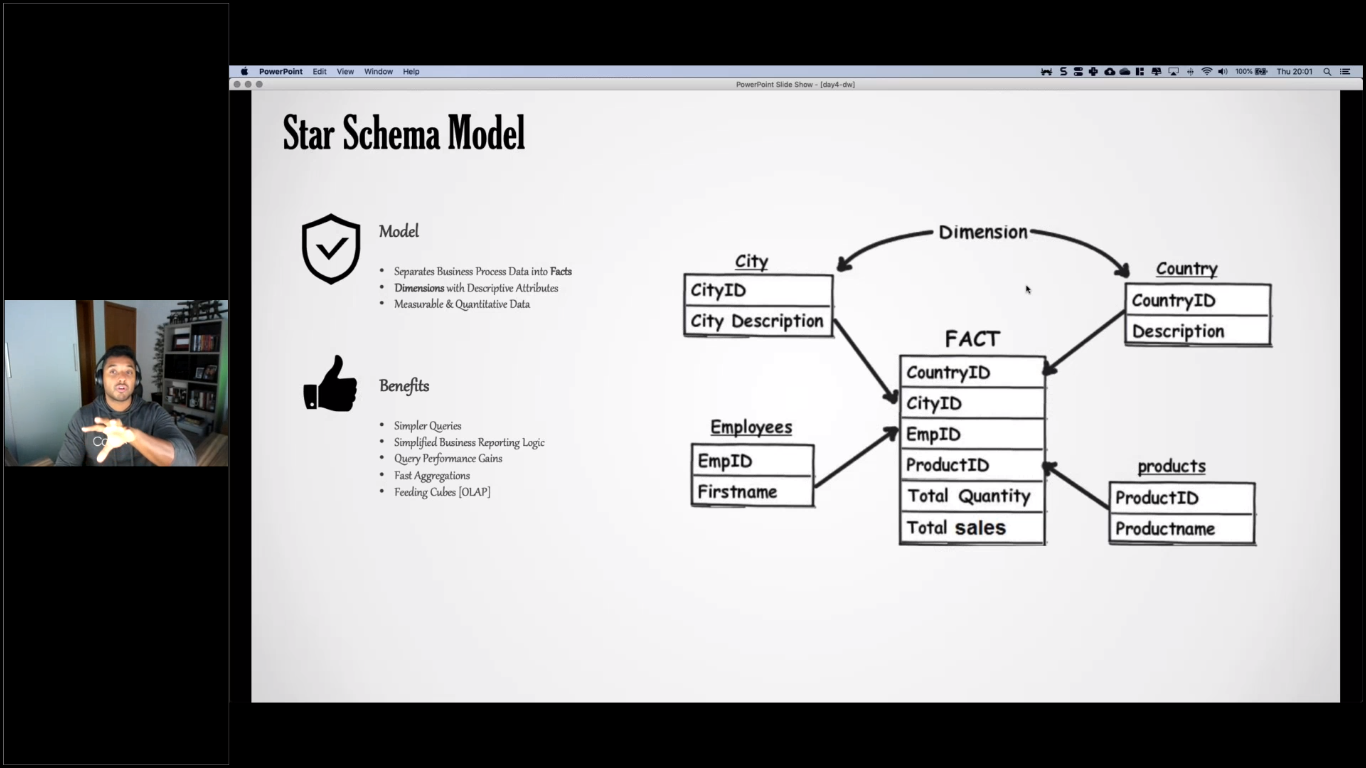 PowerPoint Edit View Window Help
100% Thu 20:01
PowerPoint Slide Show - [day4-dw]
Star Schema Model
Model
• Separates Business Process Data into Facts
• Dimensions with Descriptive Attributes
• Measurable & Quantitative Data
Benefits
• Simpler Queries
• Simplified Business Reporting Logic
• Query Performance Gains
• Fast Aggregations
• Feeding Cubes [OLAP]
Dimension
City
CityID
City Description
Country
CountryID
Description
FACT
CountryID
CityID
EmpID
ProductID
Total Quantity
Total sales
Employees
EmpID
Firstname
products
ProductID
Productname